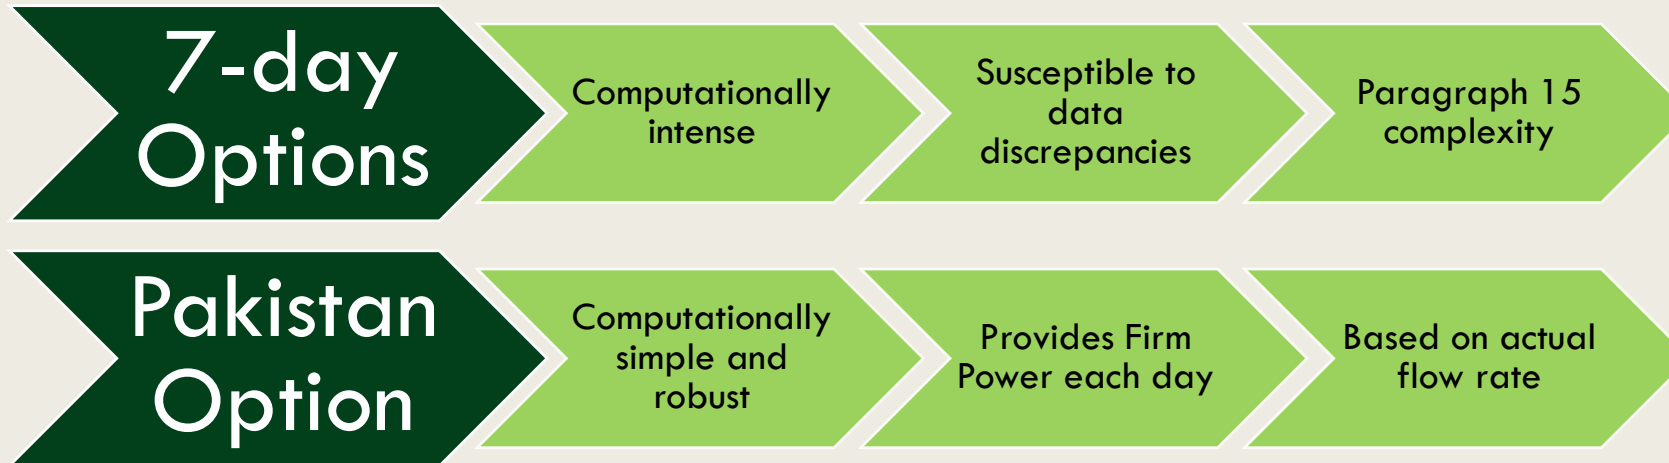 7-day
Options
Computationally
intense
Susceptible to
data
discrepancies
Paragraph 15
complexity
Pakistan
Option
Computationally
simple and
robust
Provides Firm
Power each day
Based on actual
flow rate